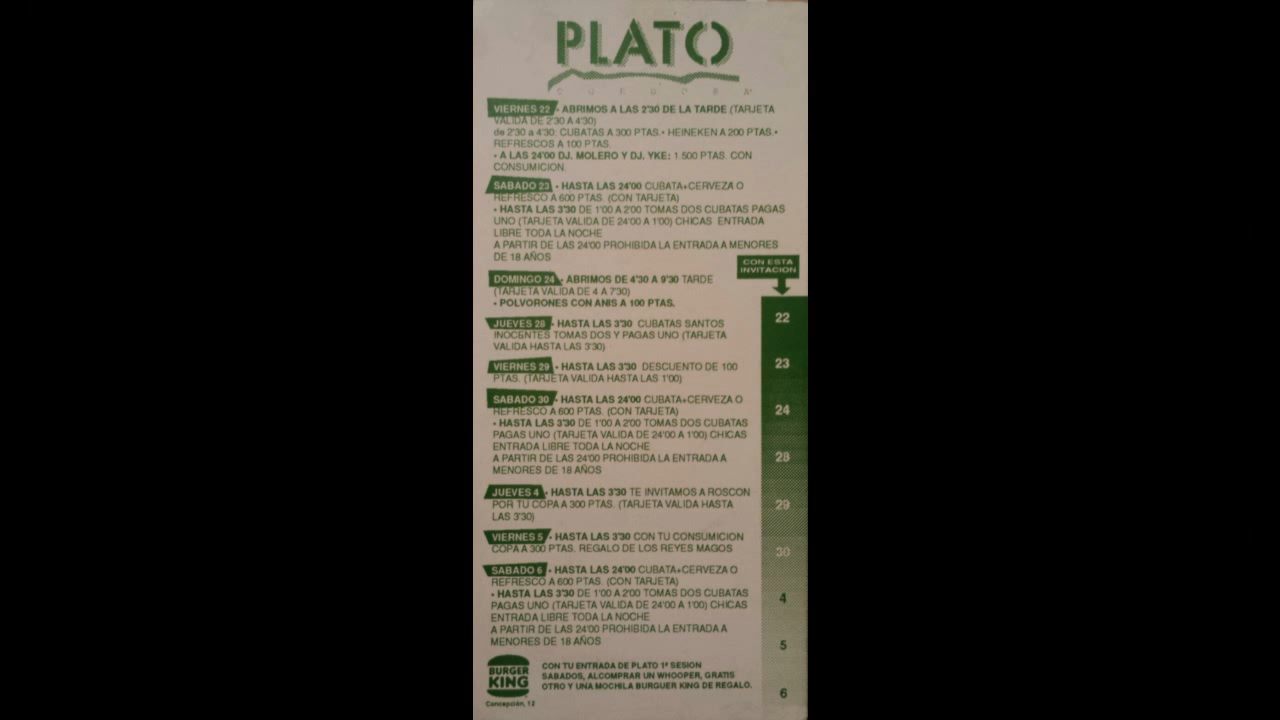 PLATO
VIERNES 22 • ABRIMOS A LAS 2'30 DE LA TARDE (TARJETA
VALIDA DE 2'30 A 4'30)
de 2'30 a 4'30: CUBATAS A 300 PTAS.• HEINEKEN A 200 PTAS.•
REFRESCOS A 100 PTAS.
• A LAS 24'00 DJ. MOLERO Y DJ. YKE: 1.500 PTAS. CON
CONSUMICION.
SABADO 23 • HASTA LAS 24'00 CUBATA+CERVEZA O
REFRESCO A 600 PTAS. (CON TARJETA)
• HASTA LAS 3'30 DE 1'00 A 2'00 TOMAS DOS CUBATAS PAGAS
UNO (TARJETA VALIDA DE 24'00 A 1'00) CHICAS ENTRADA
LIBRE TODA LA NOCHE
A PARTIR DE LAS 24'00 PROHIBIDA LA ENTRADA A MENORES
DE 18 AÑOS
CON ESTA
INVITACION
DOMINGO 24 • ABRIMOS DE 4'30 A 9'30 TARDE
(TARJETA VALIDA DE 4 A 7'30)
• POLVORONES CON ANIS A 100 PTAS.
JUEVES 28 • HASTA LAS 3'30 CUBATAS SANTOS
INOCENTES TOMAS DOS Y PAGAS UNO (TARJETA
VALIDA HASTA LAS 3'30)
VIERNES 29 • HASTA LAS 3'30 DESCUENTO DE 100
PTAS. (TARJETA VALIDA HASTA LAS 1'00)
SABADO 30 • HASTA LAS 24'00 CUBATA+CERVEZA O
REFRESCO A 600 PTAS. (CON TARJETA)
• HASTA LAS 3'30 DE 1'00 A 2'00 TOMAS DOS CUBATAS
PAGAS UNO (TARJETA VALIDA DE 24'00 A 1'00) CHICAS
ENTRADA LIBRE TODA LA NOCHE
A PARTIR DE LAS 24'00 PROHIBIDA LA ENTRADA A
MENORES DE 18 AÑOS
JUEVES 4 • HASTA LAS 3'30 TE INVITAMOS A ROSCON
POR TU COPA A 300 PTAS. (TARJETA VALIDA HASTA
LAS 3'30)
VIERNES 5 • HASTA LAS 3'30 CON TU CONSUMICION
COPA A 300 PTAS. REGALO DE LOS REYES MAGOS
SABADO 6 • HASTA LAS 24'00 CUBATA+CERVEZA O
REFRESCO A 600 PTAS. (CON TARJETA)
• HASTA LAS 3'30 DE 1'00 A 2'00 TOMAS DOS CUBATAS
PAGAS UNO (TARJETA VALIDA DE 24'00 A 1'00) CHICAS
ENTRADA LIBRE TODA LA NOCHE
A PARTIR DE LAS 24'00 PROHIBIDA LA ENTRADA A
MENORES DE 18 AÑOS
22
23
24
28
29
30
4
5
6
BURGER
KING
Concepción, 12
CON TU ENTRADA DE PLATO 1ª SESION
SABADOS, ALCOMPRAR UN WHOOPER, GRATIS
OTRO Y UNA MOCHILA BURGUER KING DE REGALO.